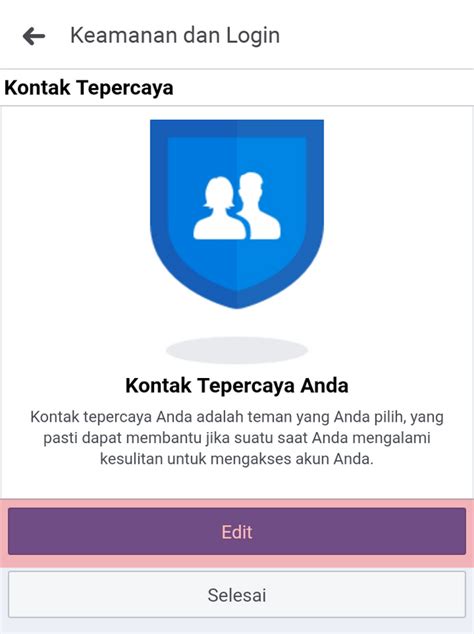 Keamanan dan Login
Kontak Tepercaya
Kontak Tepercaya Anda
Kontak tepercaya Anda adalah teman yang Anda pilih, yang
pasti dapat membantu jika suatu saat Anda mengalami
kesulitan untuk mengakses akun Anda.
Edit
Selesai